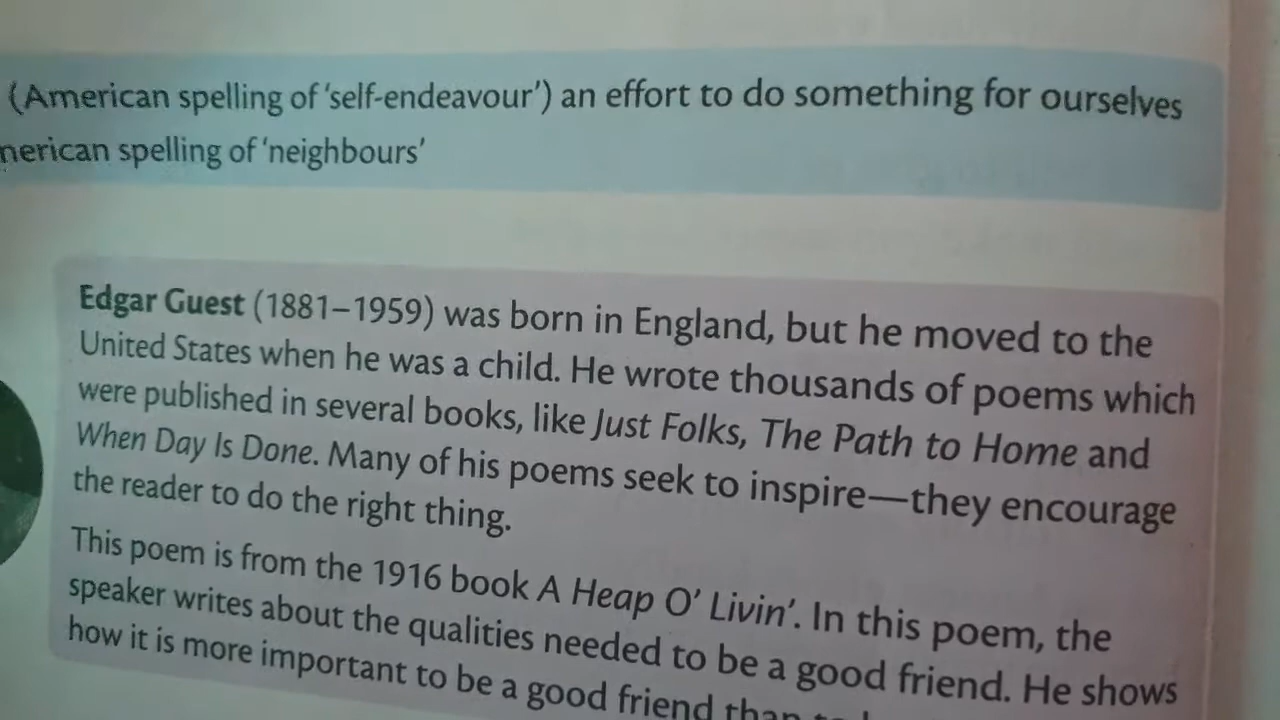 (American spelling of ‘self-endeavour’) an effort to do something for ourselves
merican spelling of ‘neighbours’
Edgar Guest (1881–1959) was born in England, but he moved to the
United States when he was a child. He wrote thousands of poems which
were published in several books, like Just Folks, The Path to Home and
When Day Is Done. Many of his poems seek to inspire—they encourage
the reader to do the right thing.
This poem is from the 1916 book A Heap O’ Livin’. In this poem, the
speaker writes about the qualities needed to be a good friend. He shows
how it is more important to be a good friend than